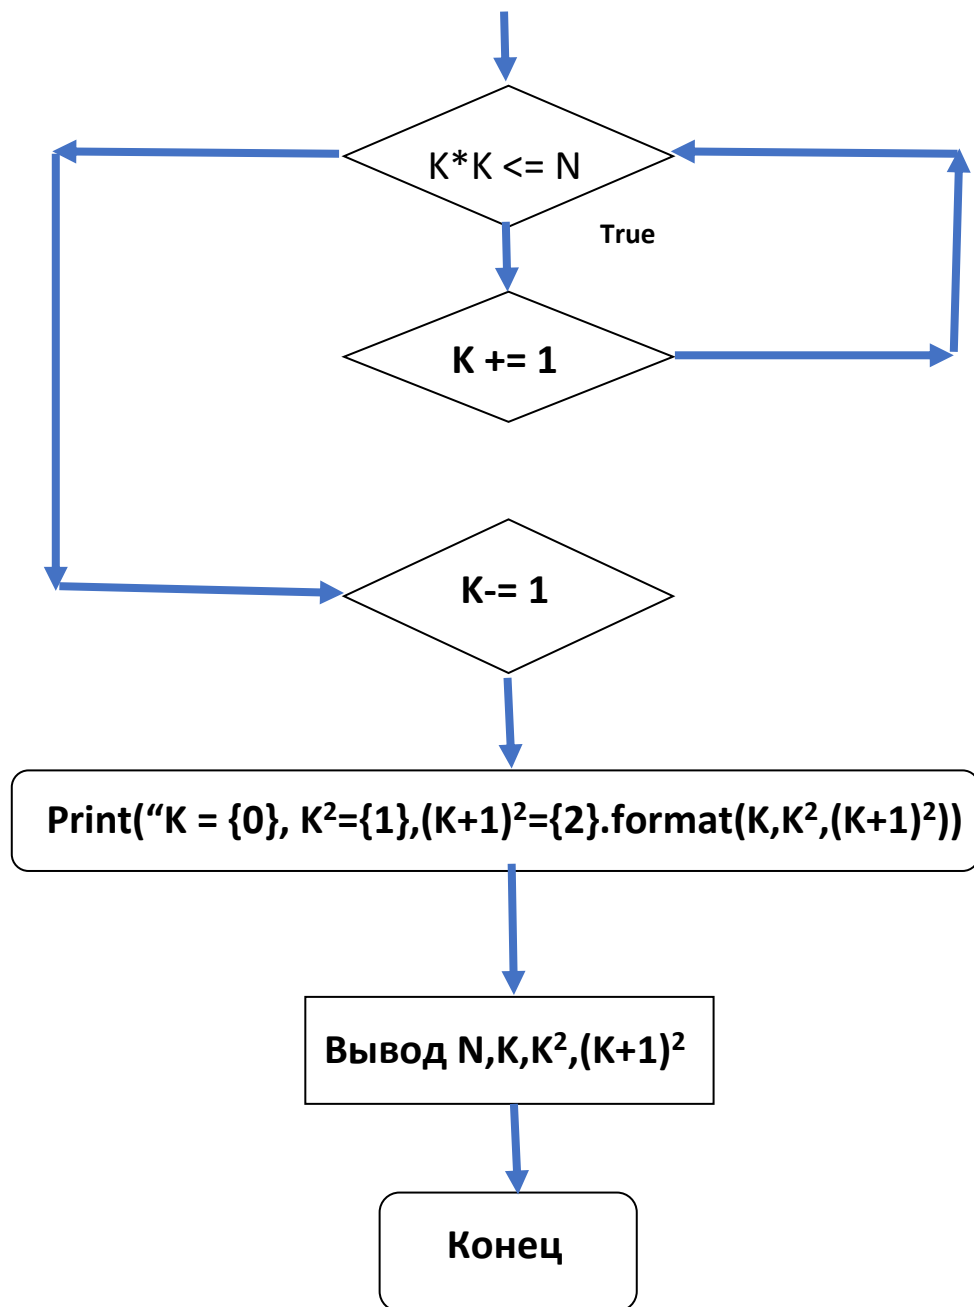 K*K <= N
True
K += 1
K-= 1
Print(“K = {0}, K²={1},(K+1)²={2}.format(K,K²,(K+1)²))
Вывод N,K,K²,(K+1)²
Конец